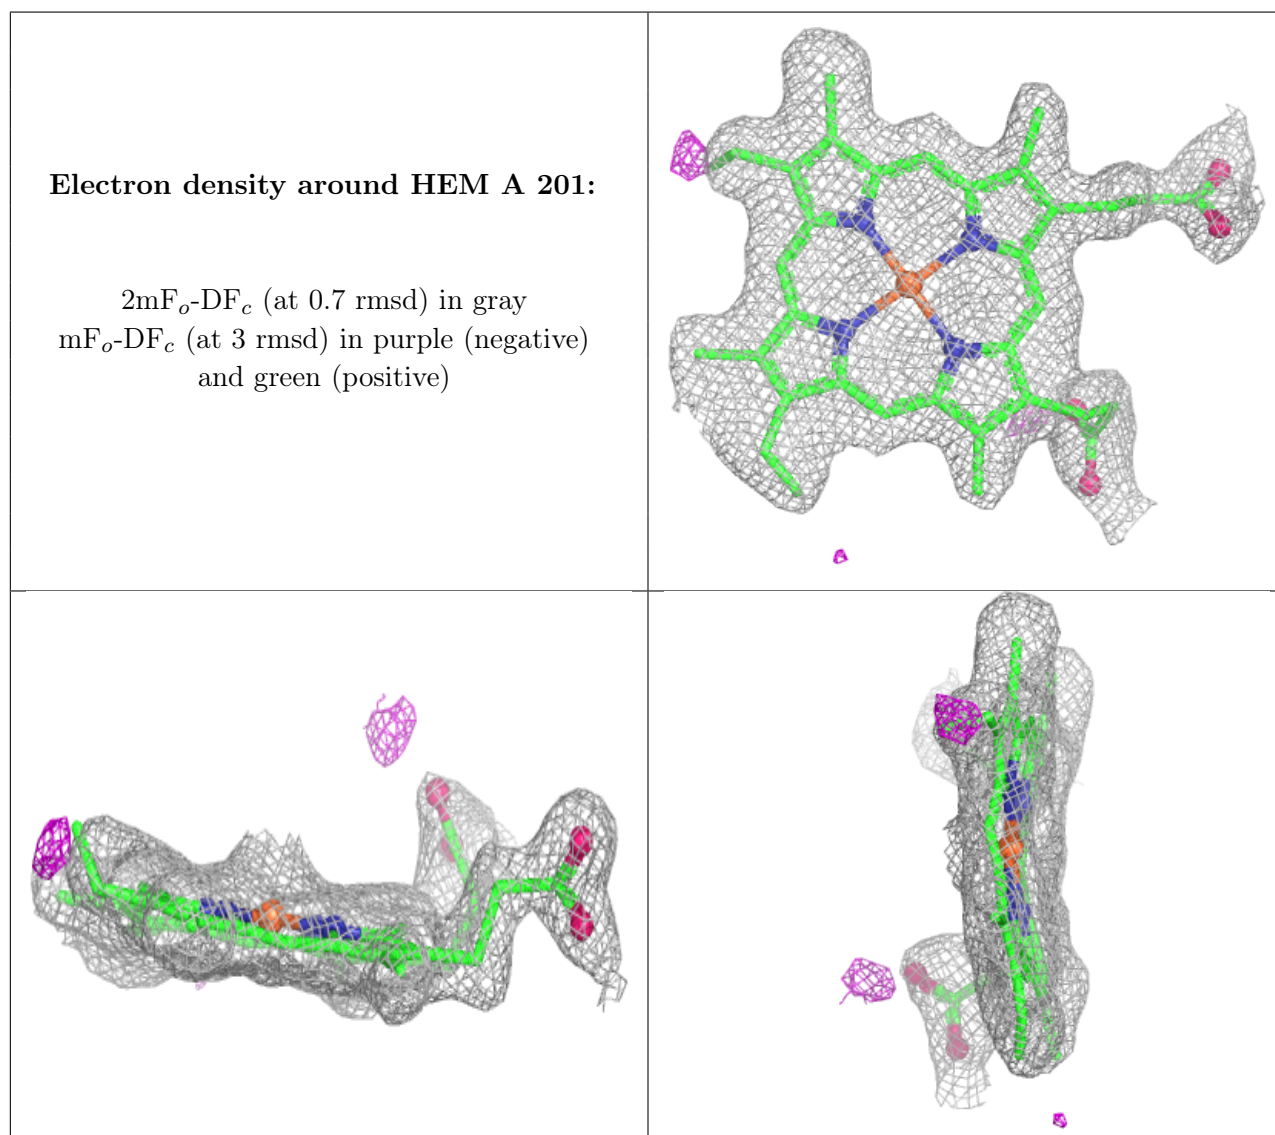 Electron density around HEM A 201:
2mFo-DFc (at 0.7 rmsd) in gray
mFo-DFc (at 3 rmsd) in purple (negative)
and green (positive)